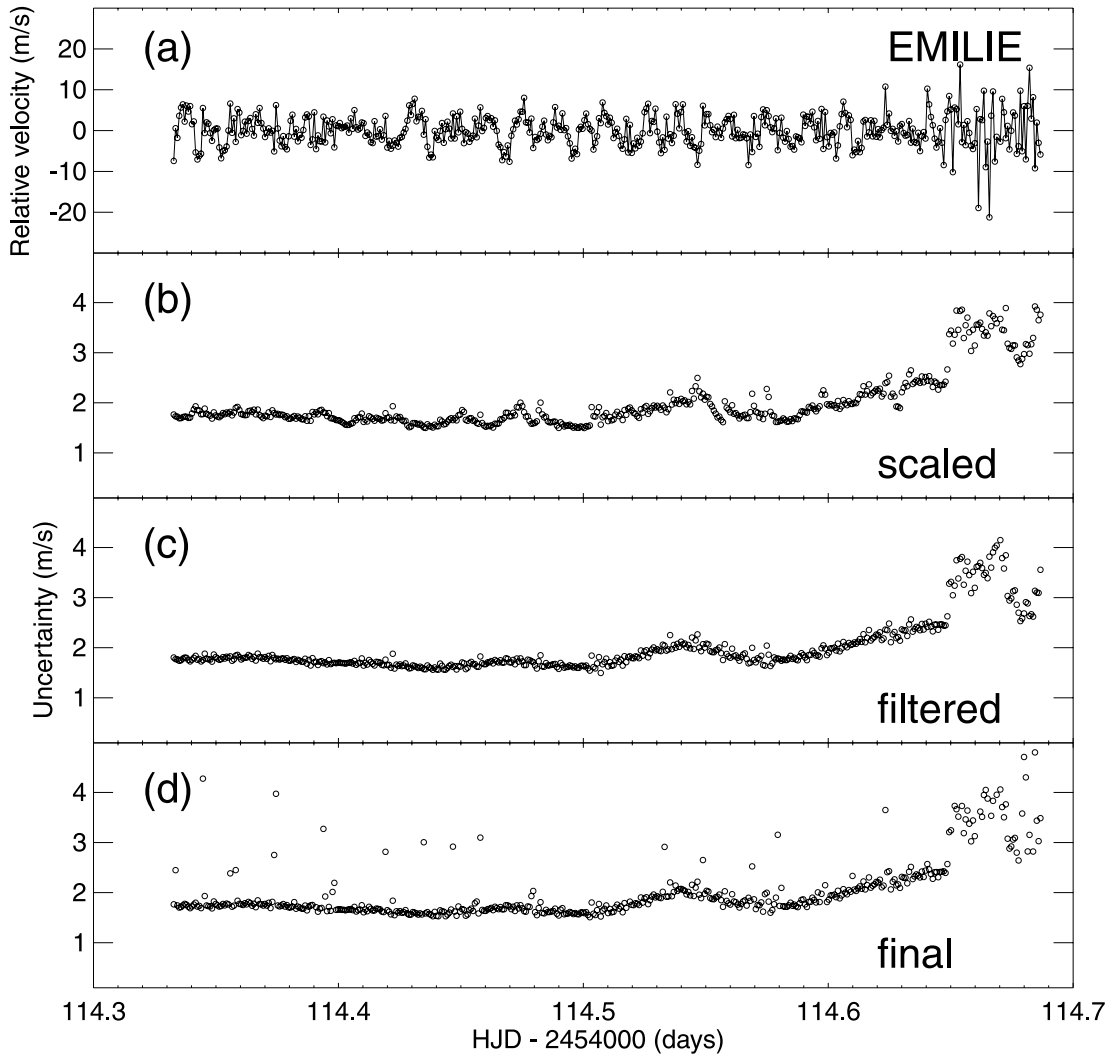 (a)
EMILIE
Relative velocity (m/s)
20
10
0
-10
-20
(b)
4
3
2
1
scaled
Uncertainty (m/s)
(c)
4
3
2
1
filtered
(d)
4
3
2
1
final
114.3 114.4 114.5 114.6 114.7
HJD - 2454000 (days)